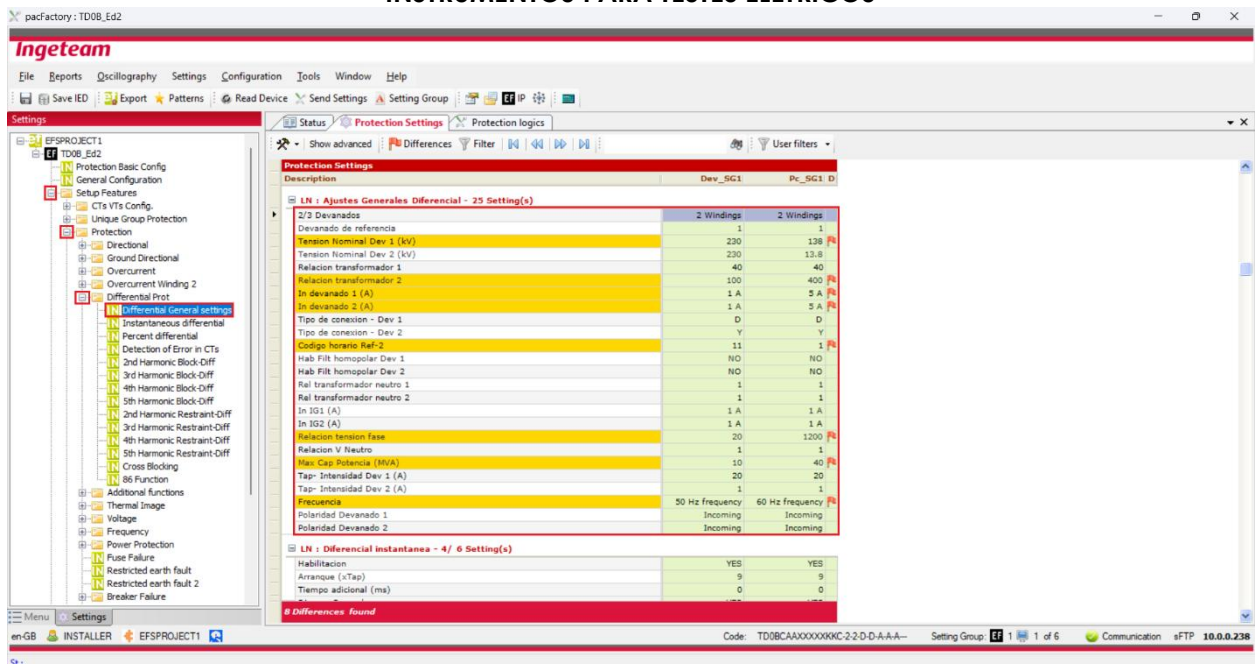 INSTRUMENTOS PARA TESTES ELÉTRICOS
pacFactory : TD0B_Ed2
Ingeteam
File Reports Oscillography Settings Configuration Tools Window Help
Save IED Export Patterns Read Device Send Settings Setting Group EF IP
Settings
Status Protection Settings Protection logics
EFSPROJECT1
EF TD0B_Ed2
Protection Basic Config
General Configuration
Setup Features
CTs VTs Config.
Unique Group Protection
Protection
Directional
Ground Directional
Overcurrent
Overcurrent Winding 2
Differential Prot
Differential General settings
Instantaneous differential
Percent differential
Detection of Error in CTs
2nd Harmonic Block-Diff
3rd Harmonic Block-Diff
4th Harmonic Block-Diff
5th Harmonic Block-Diff
2nd Harmonic Restraint-Diff
3rd Harmonic Restraint-Diff
4th Harmonic Restraint-Diff
5th Harmonic Restraint-Diff
Cross Blocking
86 Function
Additional functions
Thermal Image
Voltage
Frequency
Power Protection
Fuse Failure
Restricted earth fault
Restricted earth fault 2
Breaker Failure
Menu Settings
Show advanced Differences Filter User filters
Protection Settings
Description Dev_SG1 Pc_SG1 D
LN : Ajustes Generales Diferencial - 25 Setting(s)
2/3 Devanados 2 Windings 2 Windings
Devanado de referencia 1 1
Tension Nominal Dev 1 (kV) 230 138
Tension Nominal Dev 2 (kV) 230 13.8
Relacion transformador 1 40 40
Relacion transformador 2 100 400
In devanado 1 (A) 1 A 5 A
In devanado 2 (A) 1 A 5 A
Tipo de conexion - Dev 1 D D
Tipo de conexion - Dev 2 Y Y
Codigo horario Ref-2 11 1
Hab Filt homopolar Dev 1 NO NO
Hab Filt homopolar Dev 2 NO NO
Rel transformador neutro 1 1 1
Rel transformador neutro 2 1 1
In IG1 (A) 1 A 1 A
In IG2 (A) 1 A 1 A
Relacion tension fase 20 1200
Relacion V Neutro 1 1
Max Cap Potencia (MVA) 10 40
Tap- Intensidad Dev 1 (A) 20 20
Tap- Intensidad Dev 2 (A) 1 1
Frecuencia 50 Hz frequency 60 Hz frequency
Polaridad Devanado 1 Incoming Incoming
Polaridad Devanado 2 Incoming Incoming
LN : Diferencial instantanea - 4/ 6 Setting(s)
Habilitacion YES YES
Arranque (xTap) 9 9
Tiempo adicional (ms) 0 0
8 Differences found
en-GB INSTALLER EFSPROJECT1 Code: TD0BCAAXXXXXKKC-2-2-D-D-A-A-A--- Setting Group: EF 1 1 of 6 Communication sFTP 10.0.0.238